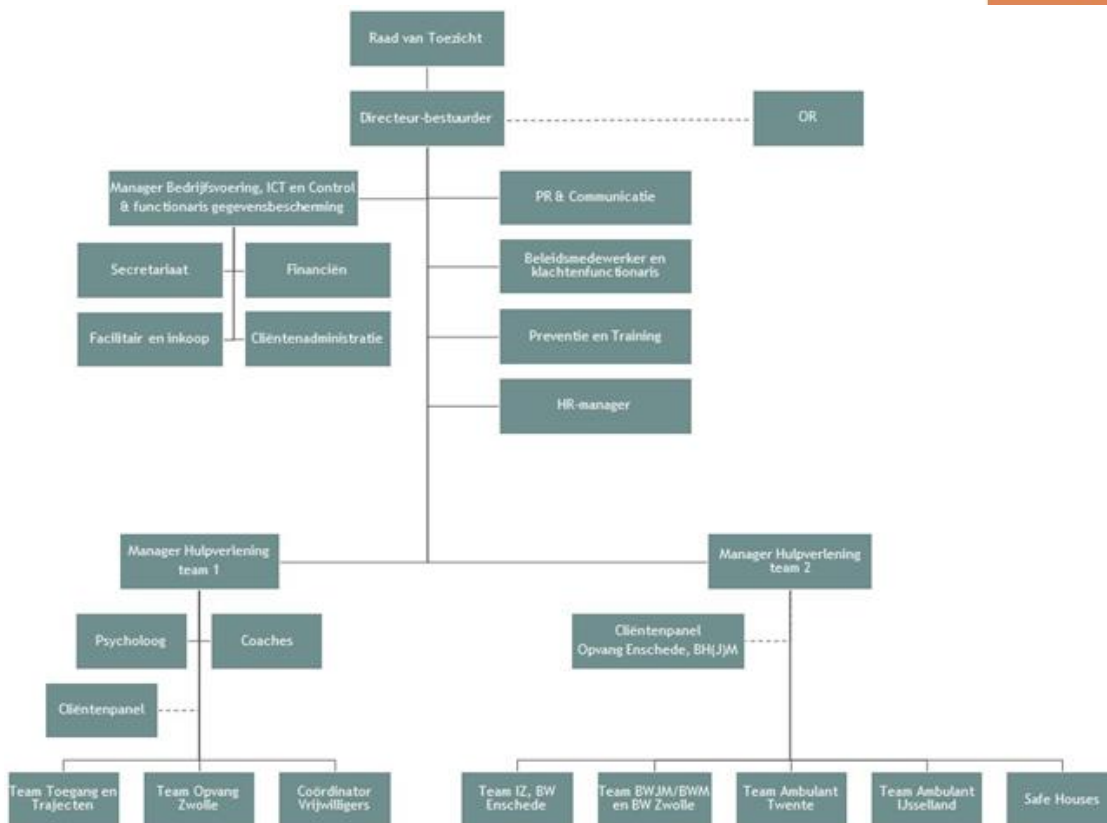 Raad van Toezicht
Directeur-bestuurder
OR
Manager Bedrijfsvoering, ICT en Control
& functionaris gegevensbescherming
PR & Communicatie
Secretariaat
Financiën
Beleidsmedewerker en
klachtenfunctionaris
Facilitair en inkoop
Cliëntenadministratie
Preventie en Training
HR-manager
Manager Hulpverlening
team 1
Manager Hulpverlening
team 2
Psycholoog
Coaches
Cliëntenpanel
Opvang Enschede, BH(J)M
Cliëntenpanel
Team Toegang en
Trajecten
Team Opvang
Zwolle
Coördinator
Vrijwilligers
Team IZ, BW
Enschede
Team BWJM/BWM
en BW Zwolle
Team Ambulant
Twente
Team Ambulant
IJsselland
Safe Houses